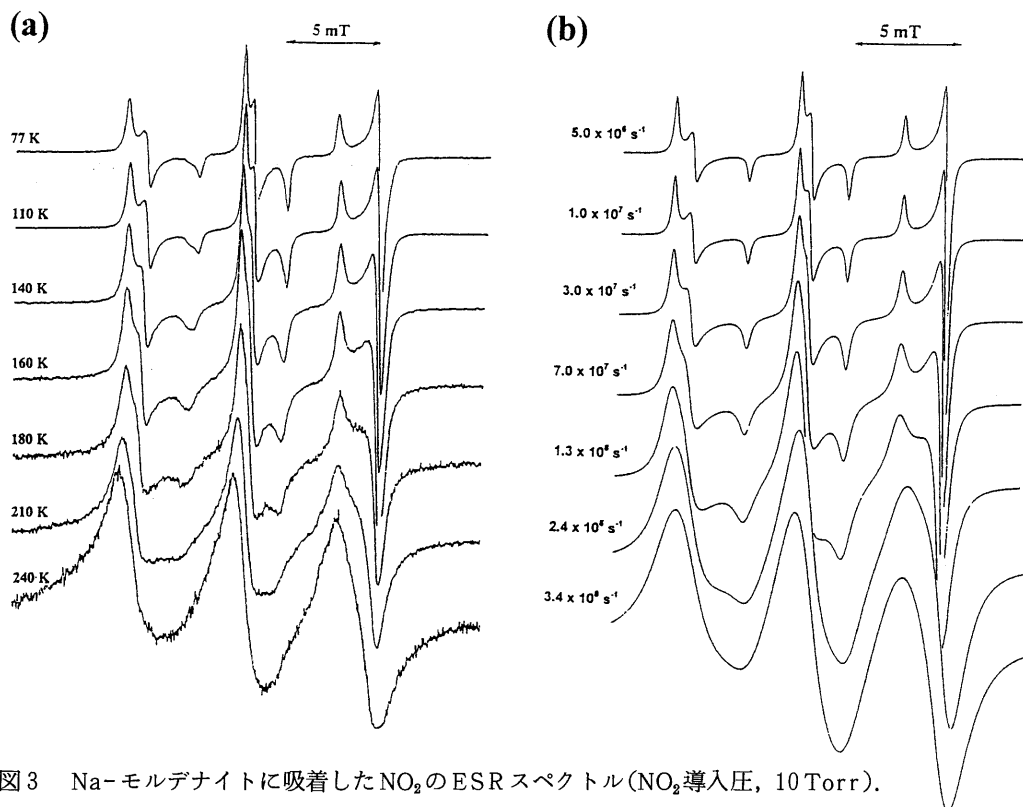 (a)
5 mT
77 K
110 K
140 K
160 K
180 K
210 K
240 K
(b)
5.0 x 10⁶ s⁻¹
1.0 x 10⁷ s⁻¹
3.0 x 10⁷ s⁻¹
7.0 x 10⁷ s⁻¹
1.3 x 10⁸ s⁻¹
2.4 x 10⁸ s⁻¹
3.4 x 10⁸ s⁻¹
5 mT
図3 Na-モルデナイトに吸着したNO₂のESRスペクトル(NO₂導入圧, 10 Torr).